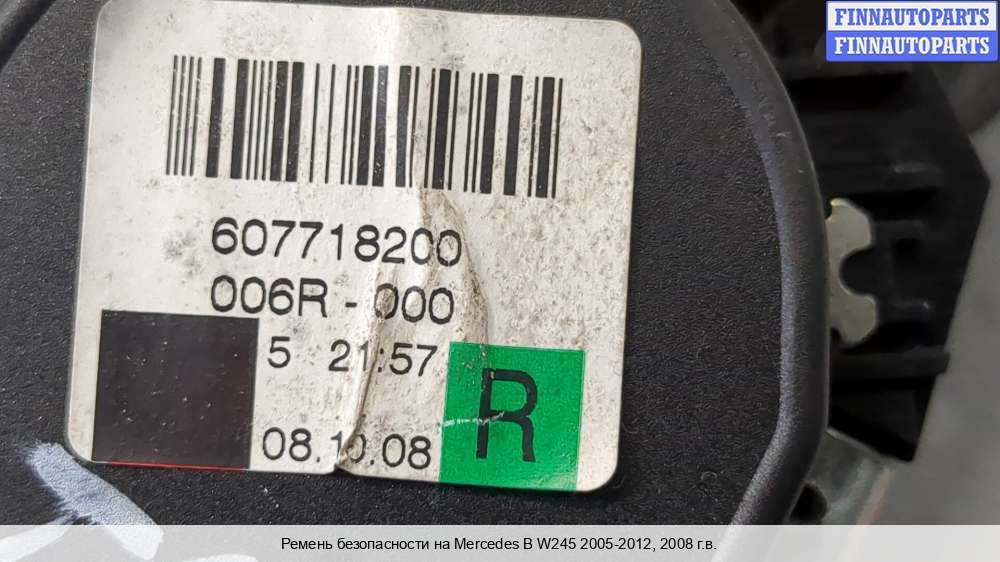 FINNAUTOPARTS
FINNAUTOPARTS
607718200
006R - 000
5 21:57
08.10.08
R
Ремень безопасности на Mercedes B W245 2005-2012, 2008 г.в.